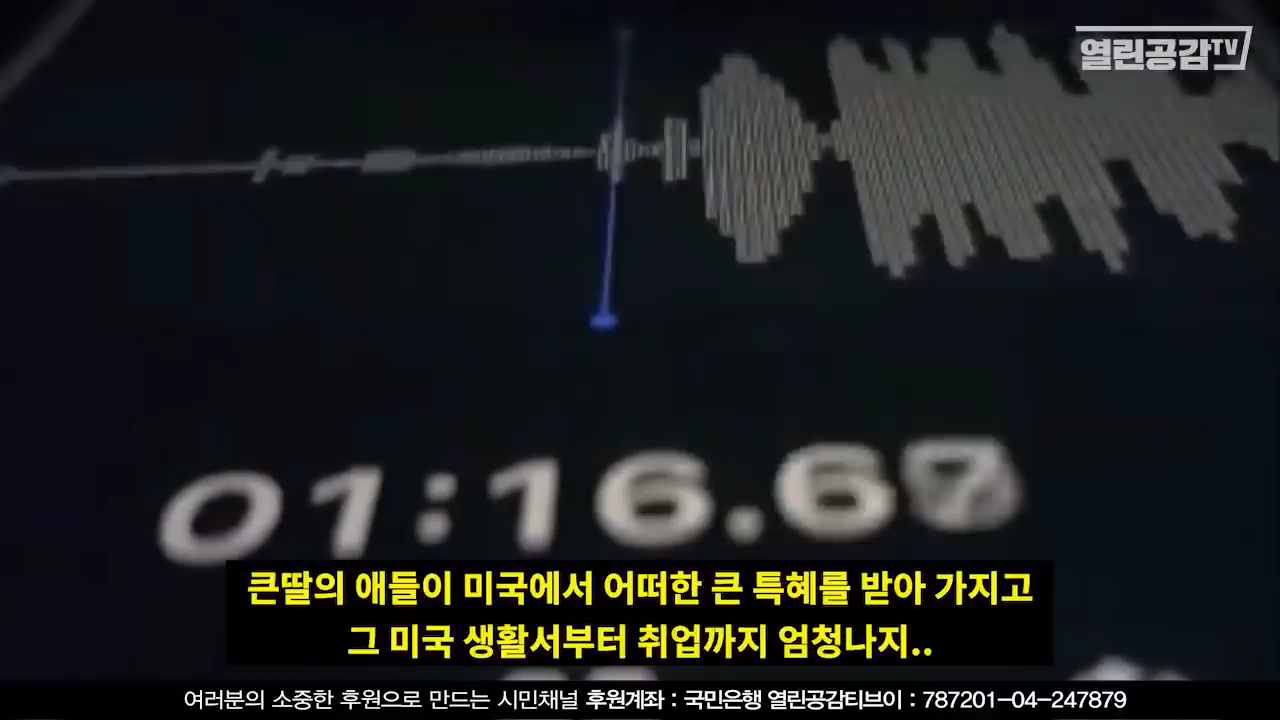 열린공감TV
01:16.67
큰딸의 애들이 미국에서 어떠한 큰 특혜를 받아 가지고
그 미국 생활서부터 취업까지 엄청나지..
여러분의 소중한 후원으로 만드는 시민채널 후원계좌 : 국민은행 열린공감티브이 : 787201-04-247879